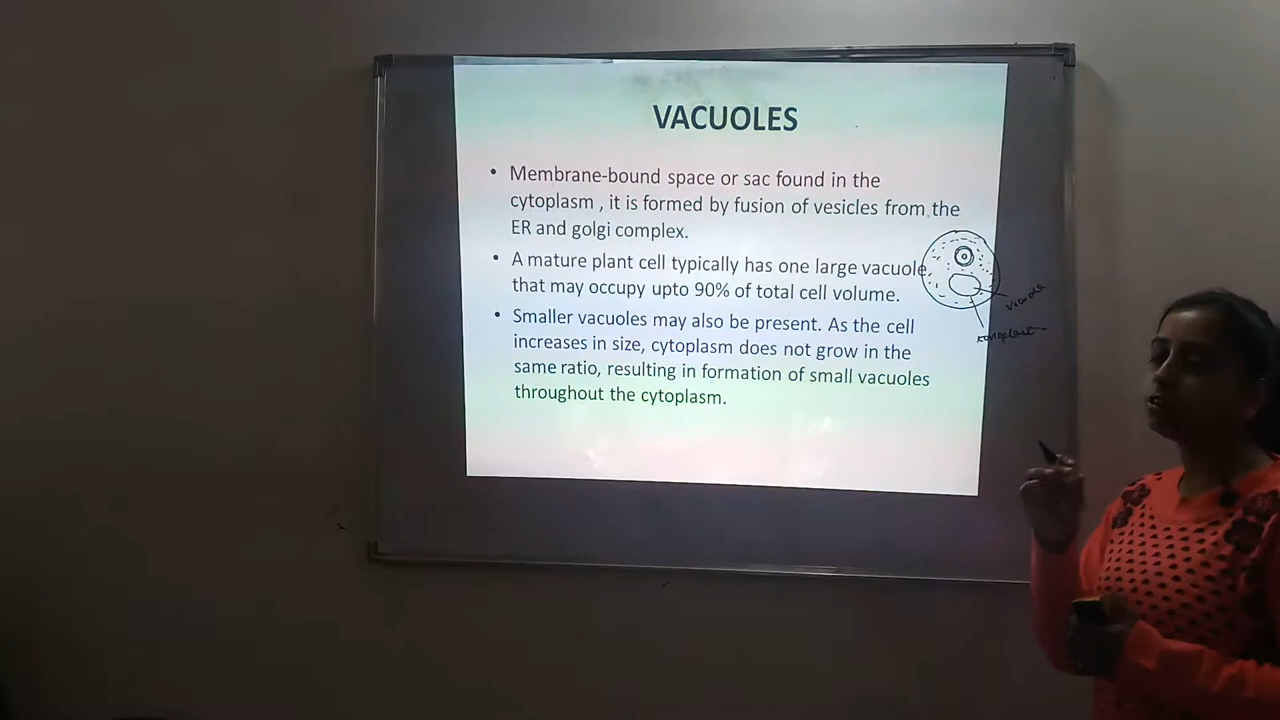 VACUOLES
• Membrane-bound space or sac found in the
cytoplasm , it is formed by fusion of vesicles from the
ER and golgi complex.
• A mature plant cell typically has one large vacuole
that may occupy upto 90% of total cell volume.
• Smaller vacuoles may also be present. As the cell
increases in size, cytoplasm does not grow in the
same ratio, resulting in formation of small vacuoles
throughout the cytoplasm.
tonoplast